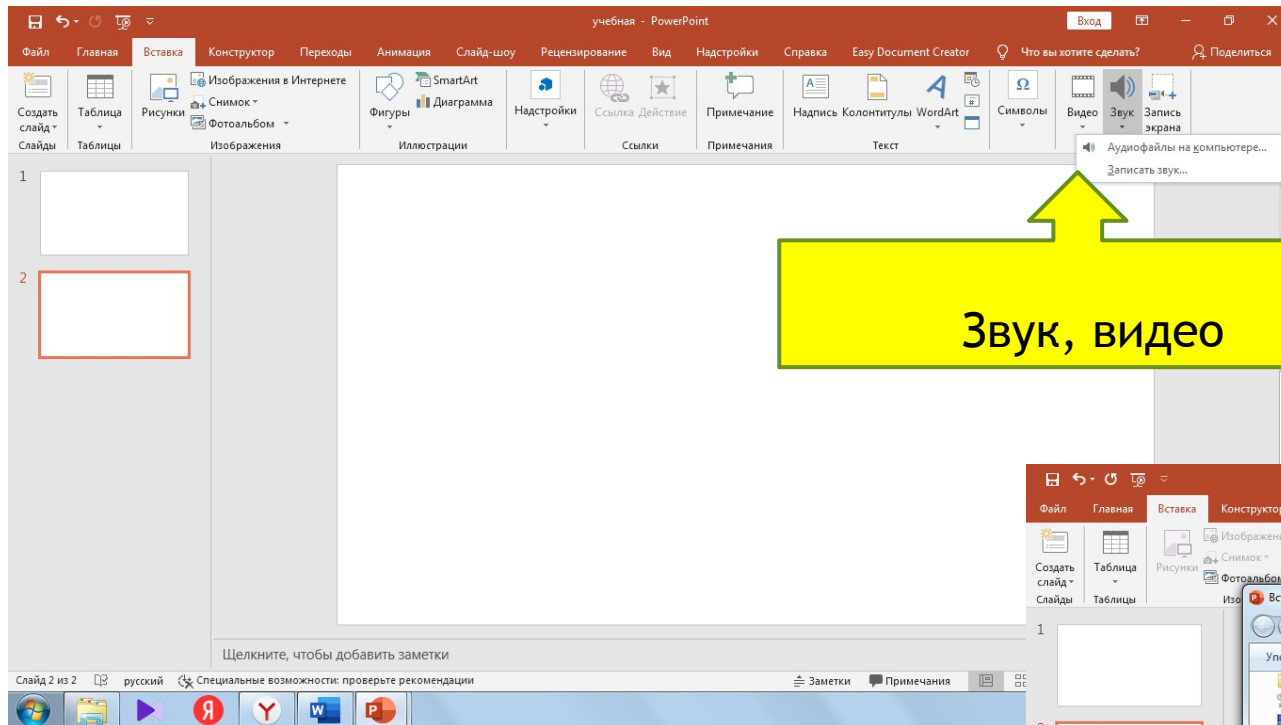 учебная - PowerPoint
Вход
Файл Главная Вставка Конструктор Переходы Анимация Слайд-шоу Рецензирование Вид Надстройки Справка Easy Document Creator Что вы хотите сделать? Поделиться
Создать слайд
Таблица
Рисунки
Изображения в Интернете
Снимок
Фотоальбом
Фигуры
SmartArt
Диаграмма
Надстройки
Ссылка
Действие
Примечание
Надпись
Колонтитулы
WordArt
Символы
Видео
Звук
Запись экрана
Слайды Таблицы Изображения Иллюстрации Ссылки Примечания Текст
Аудиофайлы на компьютере...
Записать звук...
1
2
Звук, видео
Щелкните, чтобы добавить заметки
Слайд 2 из 2 русский Специальные возможности: проверьте рекомендации Заметки Примечания
Файл Главная Вставка Конструктор
Создать слайд
Таблица
Рисунки
Снимок
Слайды Таблицы
1